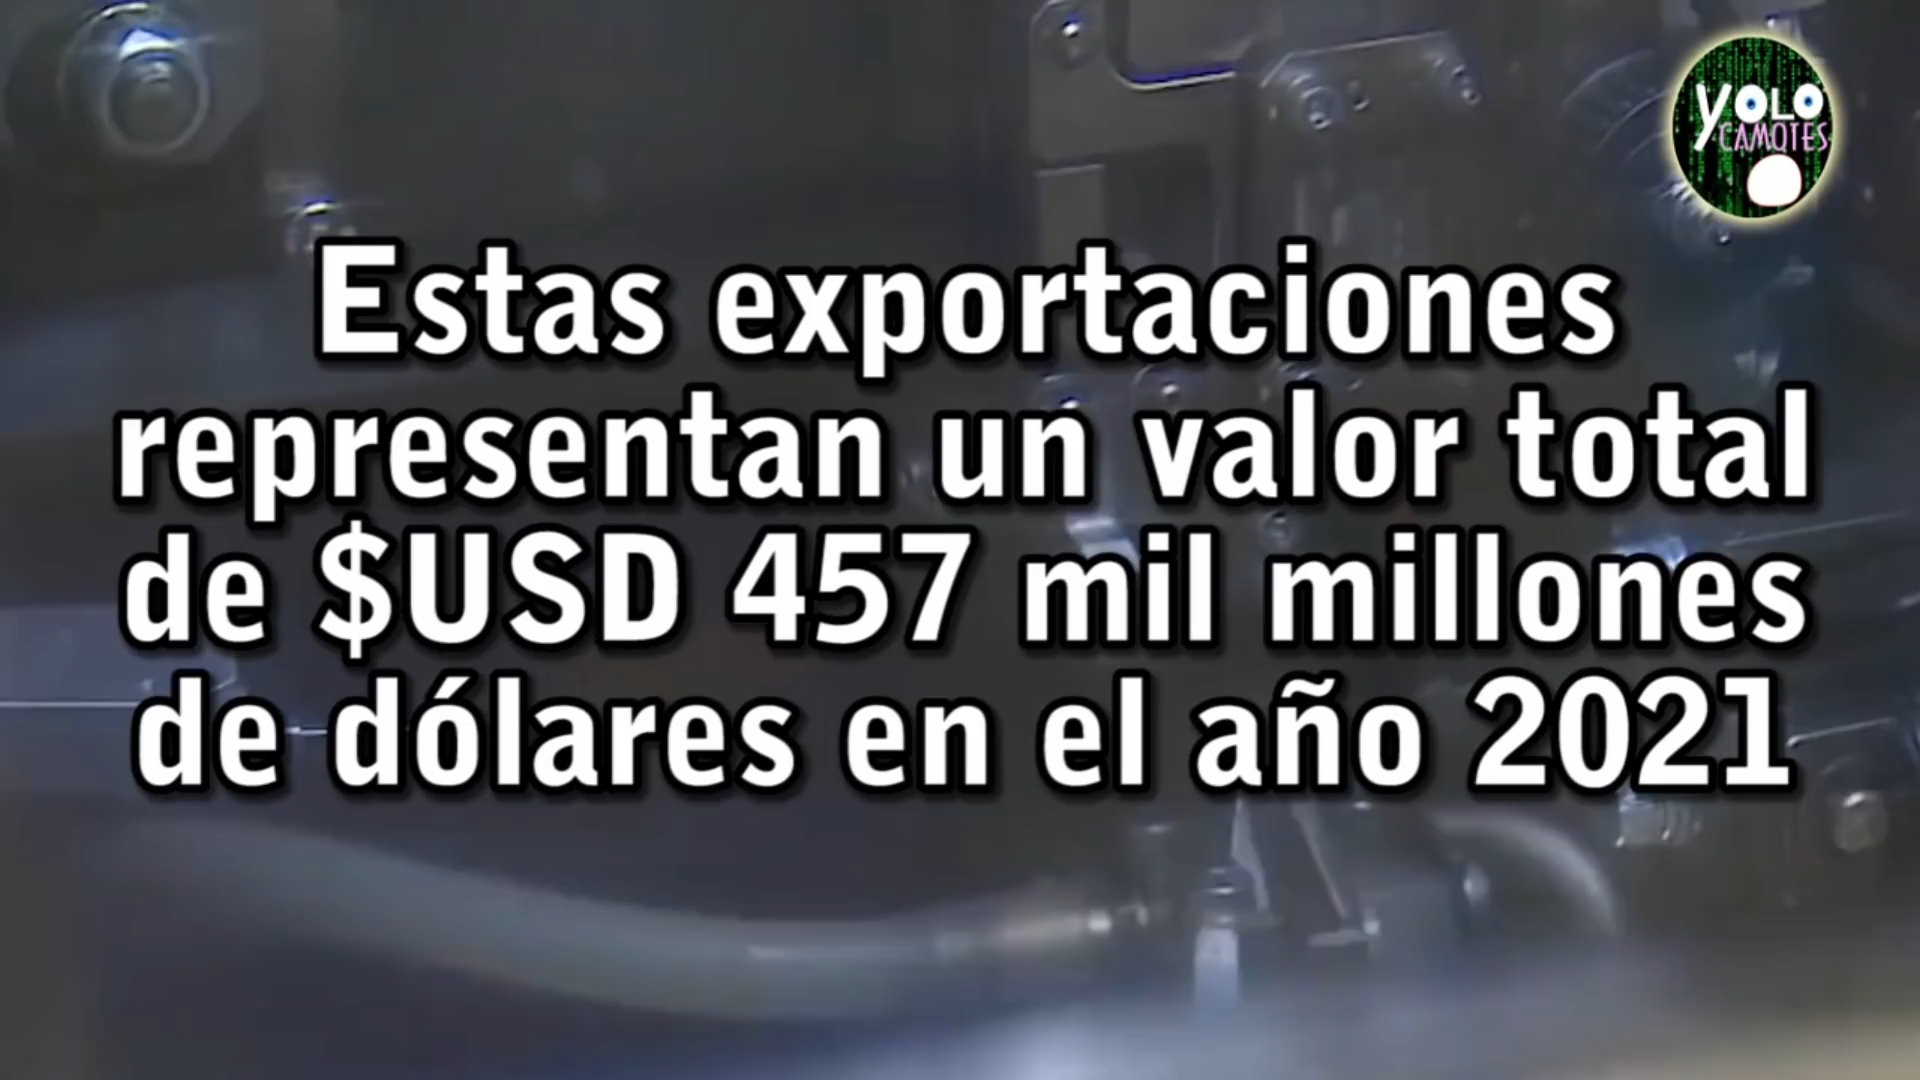 YOLO
CAMOTES
Estas exportaciones
representan un valor total
de $USD 457 mil millones
de dólares en el año 2021